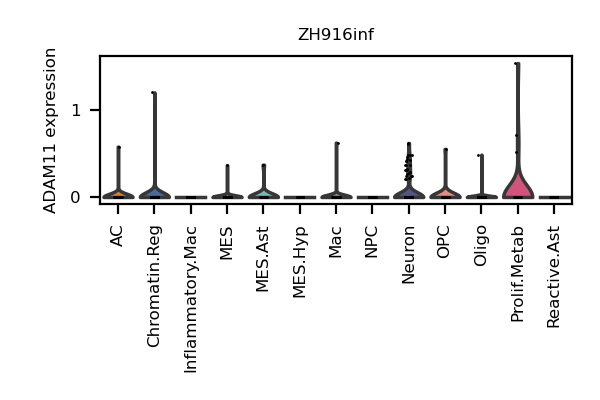 ZH916inf
ADAM11 expression
1
0
AC
Chromatin.Reg
Inflammatory.Mac
MES
MES.Ast
MES.Hyp
Mac
NPC
Neuron
OPC
Oligo
Prolif.Metab
Reactive.Ast